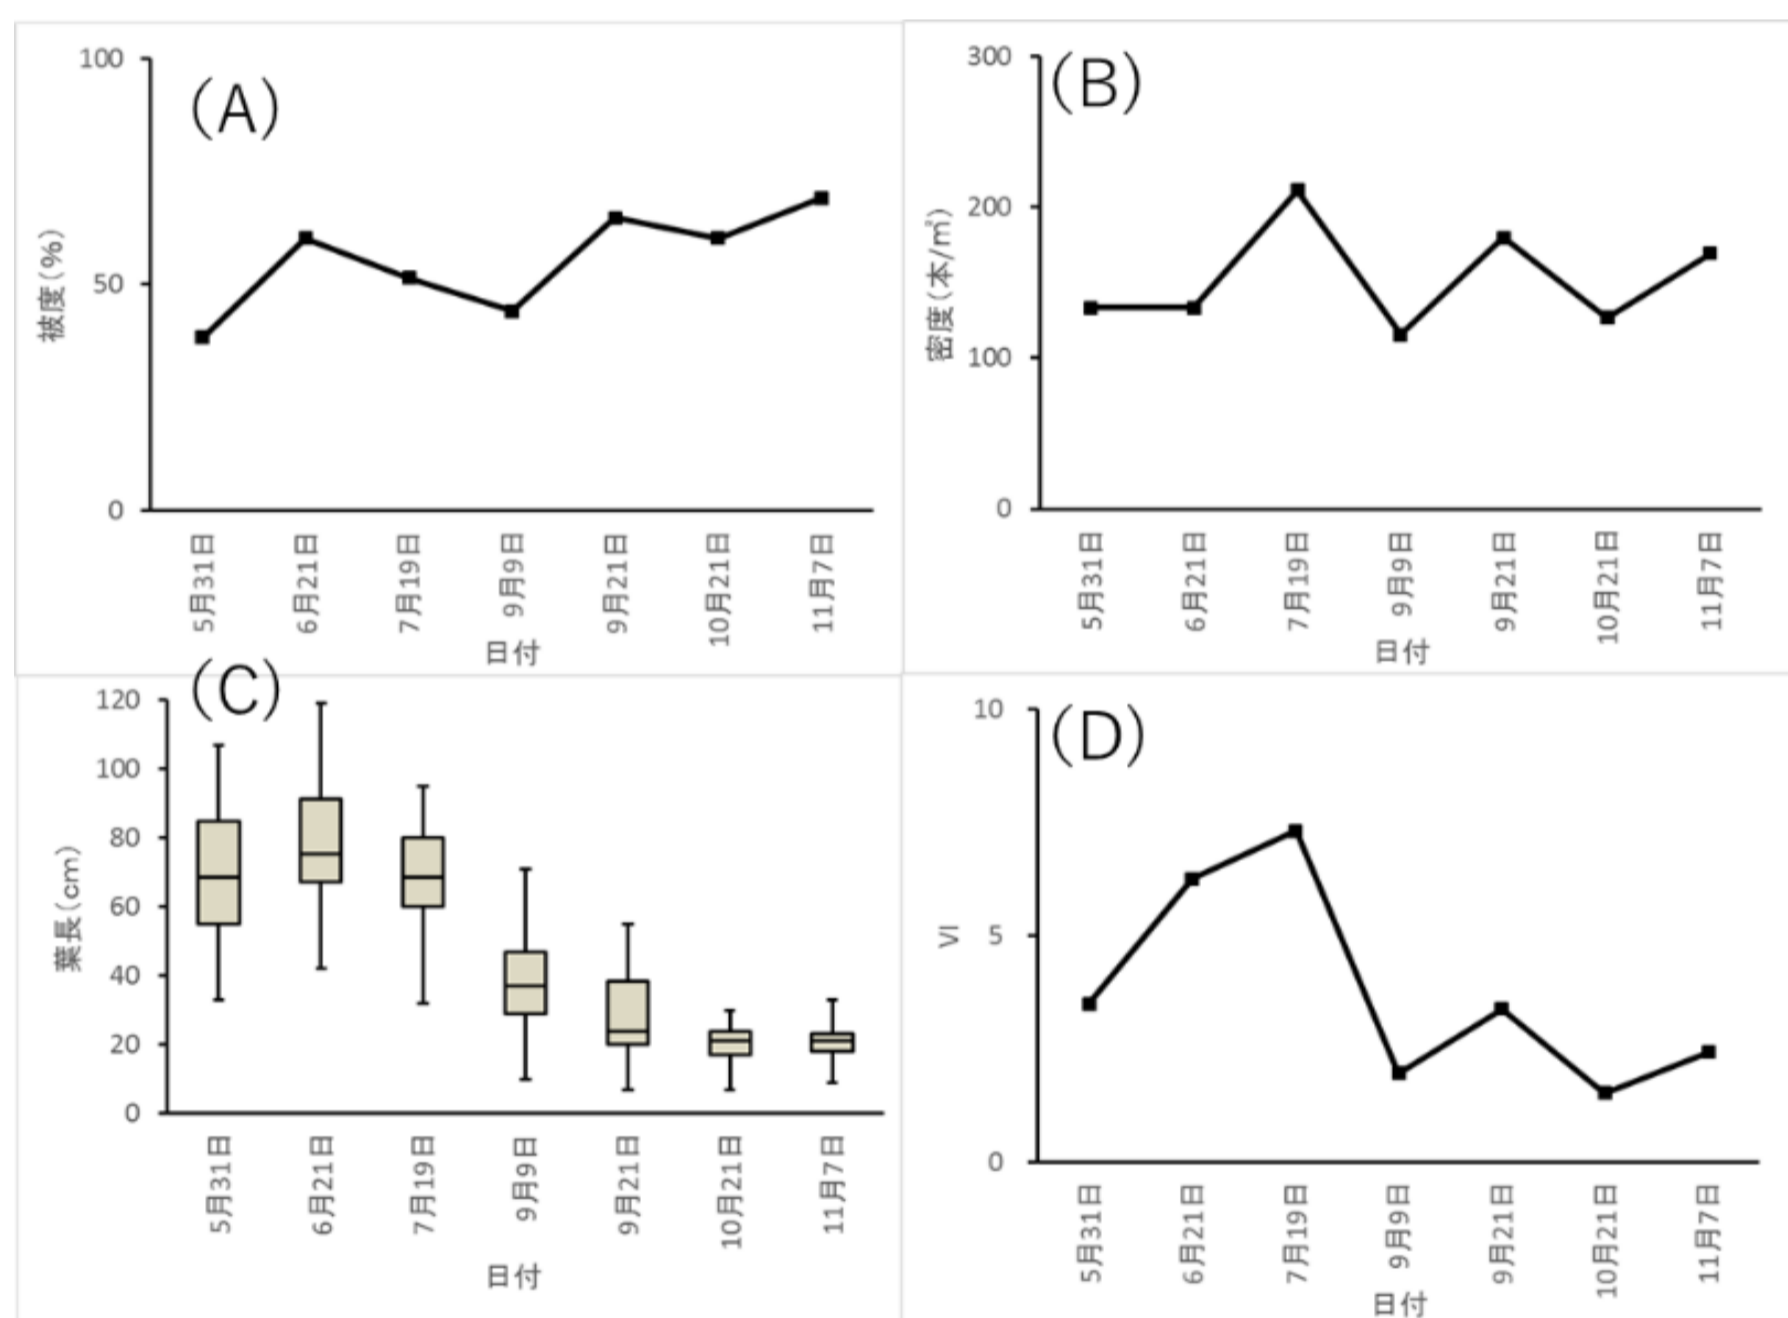 (A)
100
50
0
被度(%)
5月31日
6月21日
7月19日
9月9日
9月21日
10月21日
11月7日
日付
(B)
300
200
100
0
密度(本/㎡)
5月31日
6月21日
7月19日
9月9日
9月21日
10月21日
11月7日
日付
(C)
120
100
80
60
40
20
0
葉長(cm)
5月31日
6月21日
7月19日
9月9日
9月21日
10月21日
11月7日
日付
(D)
10
5
0
VI
5月31日
6月21日
7月19日
9月9日
9月21日
10月21日
11月7日
日付